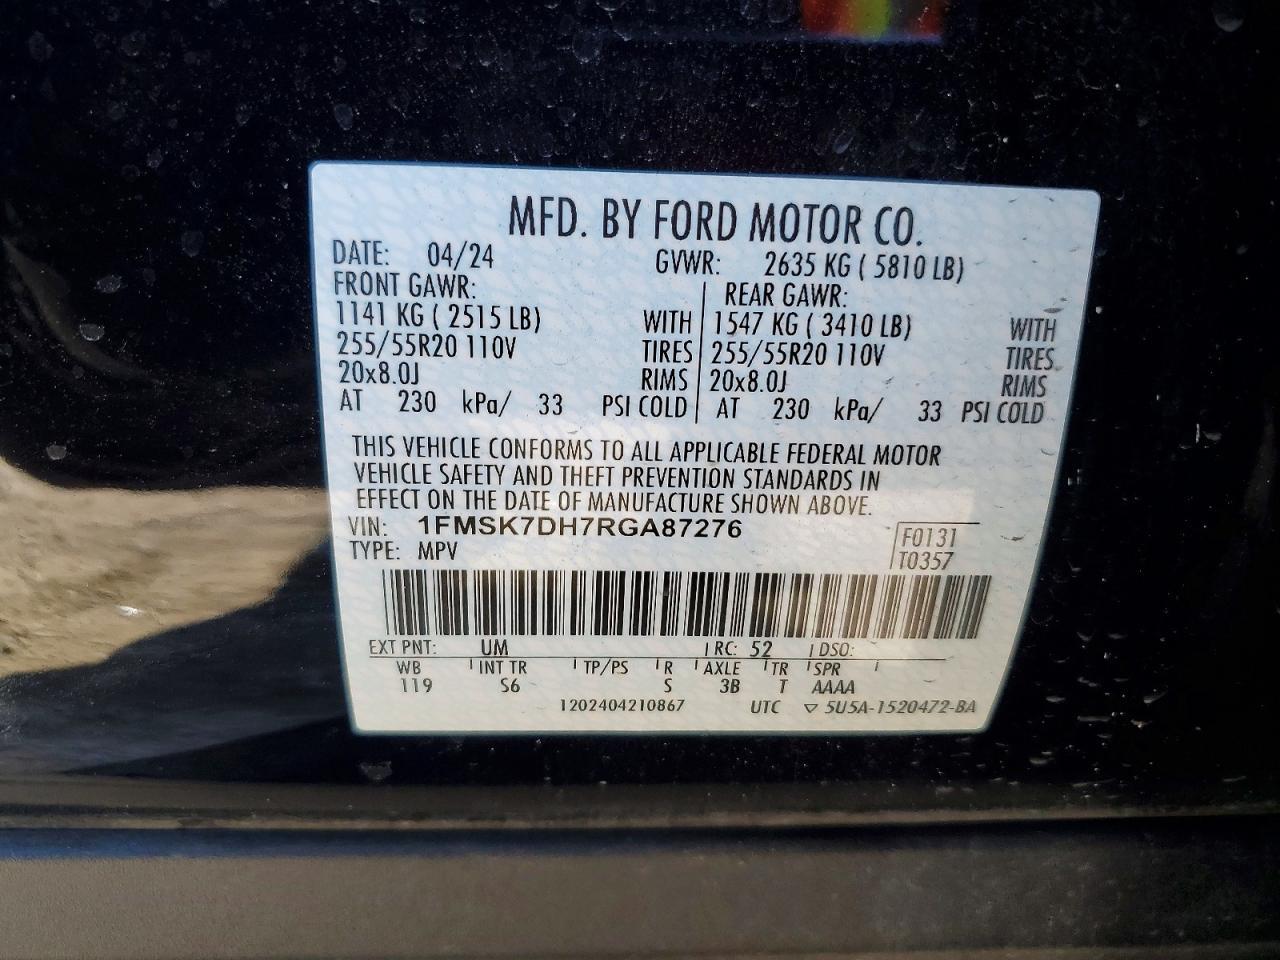 MFD. BY FORD MOTOR CO.
DATE: 04/24 GVWR: 2635 KG ( 5810 LB)
FRONT GAWR: REAR GAWR:
1141 KG ( 2515 LB) WITH 1547 KG ( 3410 LB) WITH
255/55R20 110V TIRES 255/55R20 110V TIRES
20x8.0J RIMS 20x8.0J RIMS
AT 230 kPa/ 33 PSI COLD AT 230 kPa/ 33 PSI COLD
THIS VEHICLE CONFORMS TO ALL APPLICABLE FEDERAL MOTOR
VEHICLE SAFETY AND THEFT PREVENTION STANDARDS IN
EFFECT ON THE DATE OF MANUFACTURE SHOWN ABOVE.
VIN: 1FMSK7DH7RGA87276 F0131
TYPE: MPV T0357
EXT PNT: UM RC: 52 DSO:
WB INT TR TP/PS R AXLE TR SPR
119 S6 S 3B T AAAA
1202404210867 UTC ▽ 5U5A-1520472-BA